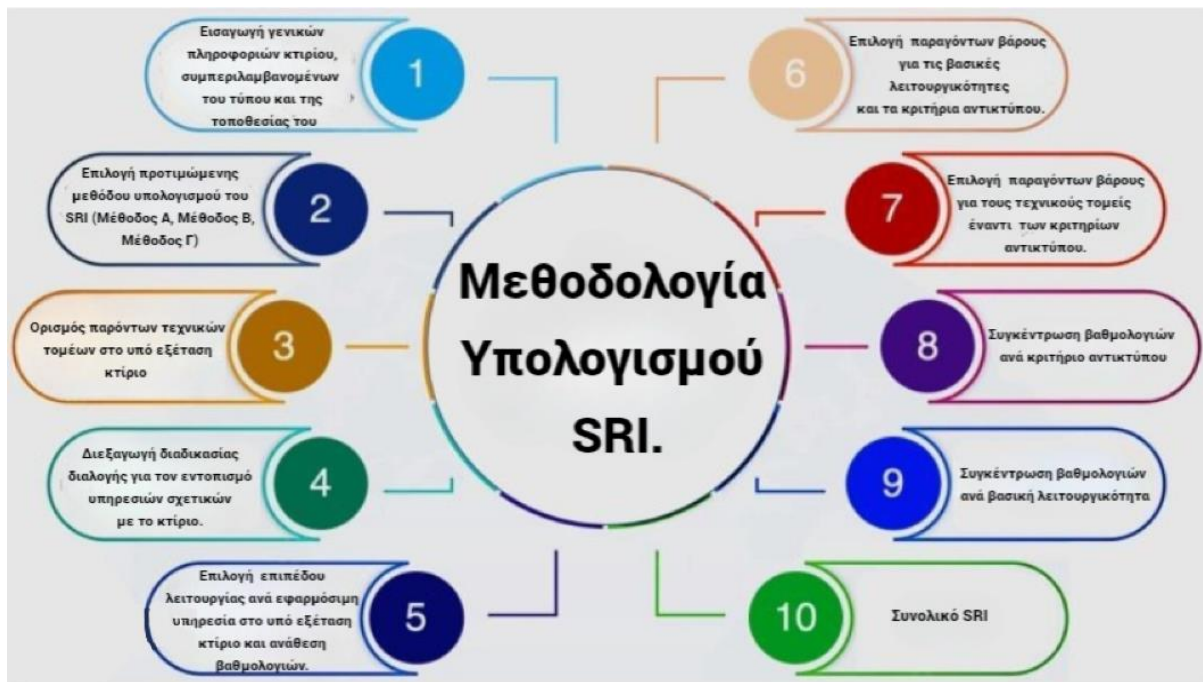 1
Εισαγωγή γενικών
πληροφοριών κτιρίου,
συμπεριλαμβανομένων
του τύπου και της
τοποθεσίας του
2
Επιλογή προτιμώμενης
μεθόδου υπολογισμού του
SRI (Μέθοδος Α, Μέθοδος Β,
Μέθοδος Γ)
3
Ορισμός παρόντων τεχνικών
τομέων στο υπό εξέταση
κτίριο
4
Διεξαγωγή διαδικασίας
διαλογής για τον εντοπισμό
υπηρεσιών σχετικών
με το κτίριο.
5
Επιλογή επιπέδου
λειτουργίας ανά εφαρμόσιμη
υπηρεσία στο υπό εξέταση
κτίριο και ανάθεση
βαθμολογιών.
Μεθοδολογία
Υπολογισμού
SRI.
6
Επιλογή παραγόντων βάρους
για τις βασικές
λειτουργικότητες
και τα κριτήρια αντικτύπου.
7
Επιλογή παραγόντων βάρους
για τους τεχνικούς τομείς
έναντι των κριτηρίων
αντικτύπου.
8
Συγκέντρωση βαθμολογιών
ανά κριτήριο αντικτύπου
9
Συγκέντρωση βαθμολογιών
ανά βασική λειτουργικότητα
10
Συνολικό SRI